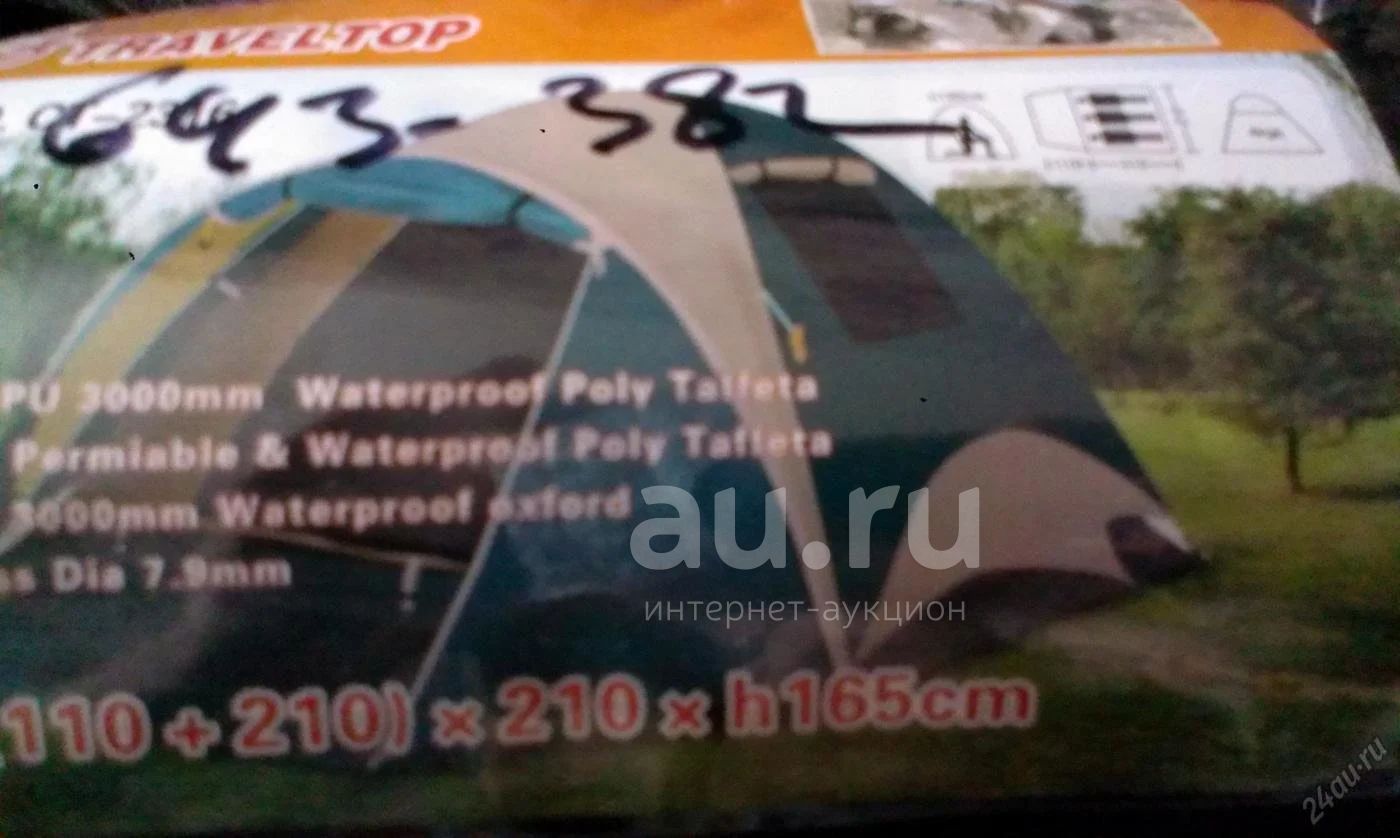 TRAVELTOP
643-382
PU 3000mm Waterproof Poly Taffeta
Permiable & Waterproof Poly Taffeta
3000mm Waterproof oxford
Dia 7.9mm
au.ru
интернет-аукцион
(110 + 210) x 210 x h165cm
24au.ru